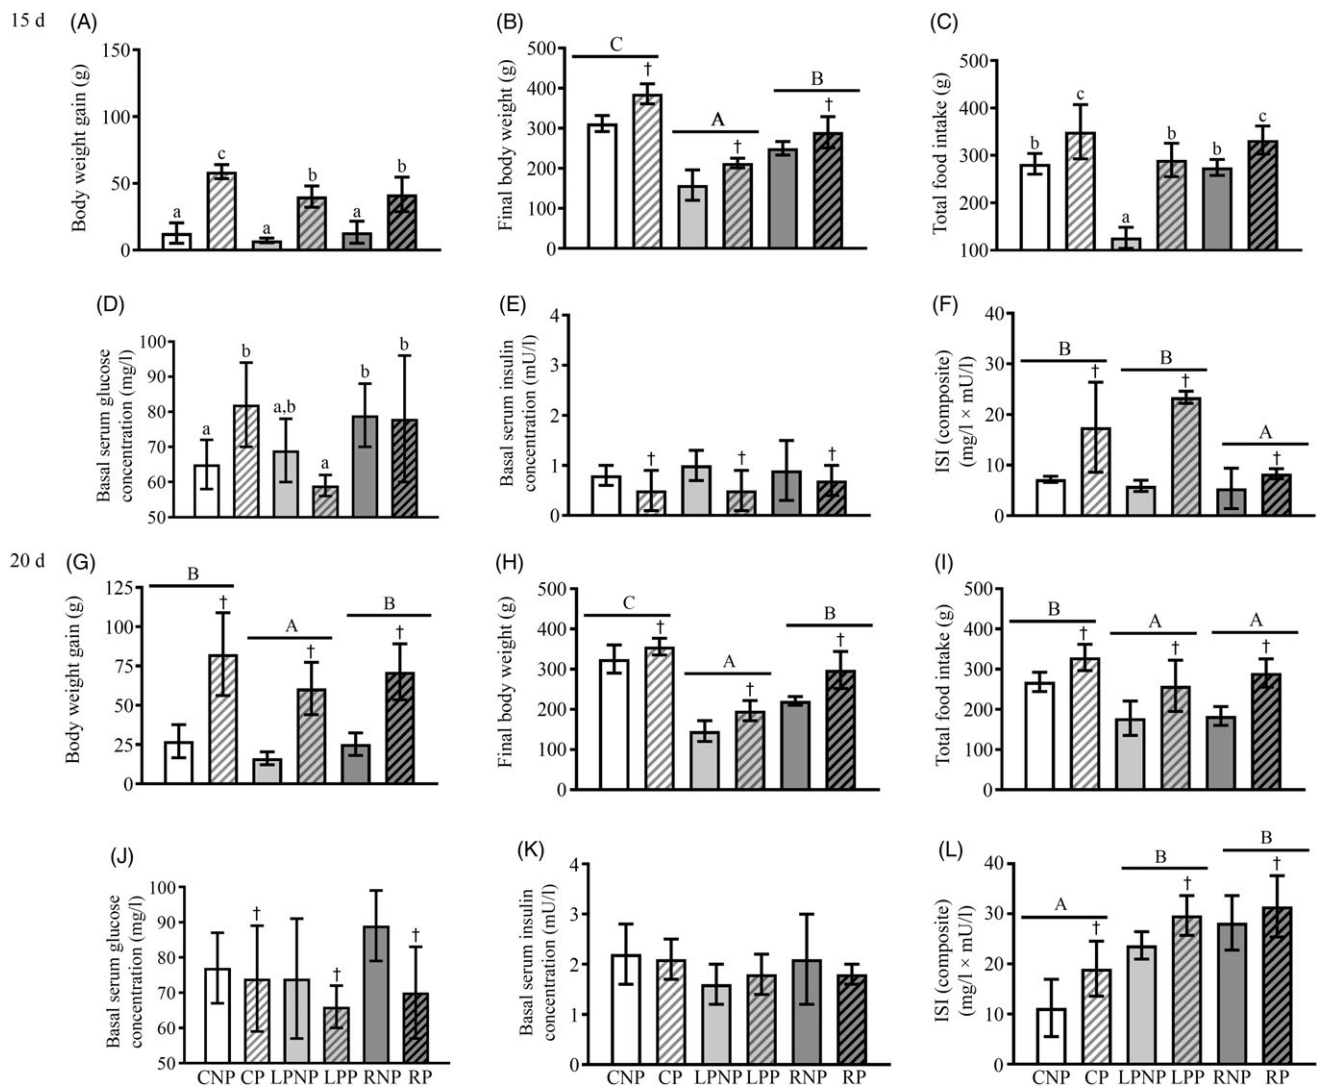 15 d
(A)
Body weight gain (g)
150
100
50
0
a
c
a
b
a
b
(B)
Final body weight (g)
500
400
300
200
100
0
C
†
A
†
B
†
(C)
Total food intake (g)
500
400
300
200
100
b
c
a
b
b
c
(D)
Basal serum glucose
concentration (mg/l)
100
90
80
70
60
50
a
b
a,b
a
b
b
(E)
Basal serum insulin
concentration (mU/l)
4
3
2
1
0
†
†
†
(F)
ISI (composite)
(mg/l × mU/l)
40
30
20
10
0
B
†
B
†
A
†
20 d
(G)
Body weight gain (g)
125
100
75
50
25
0
B
†
A
†
B
†
(H)
Final body weight (g)
500
400
300
200
100
0
C
†
A
†
B
†
(I)
Total food intake (g)
500
400
300
200
100
0
B
†
A
†
A
†
(J)
Basal serum glucose
concentration (mg/l)
100
90
80
70
60
50
†
†
†
CNP CP LPNP LPP RNP RP
(K)
Basal serum insulin
concentration (mU/l)
4
3
2
1
0
CNP CP LPNP LPP RNP RP
(L)
ISI (composite)
(mg/l × mU/l)
40
30
20
10
0
A
†
B
†
B
†
CNP CP LPNP LPP RNP RP